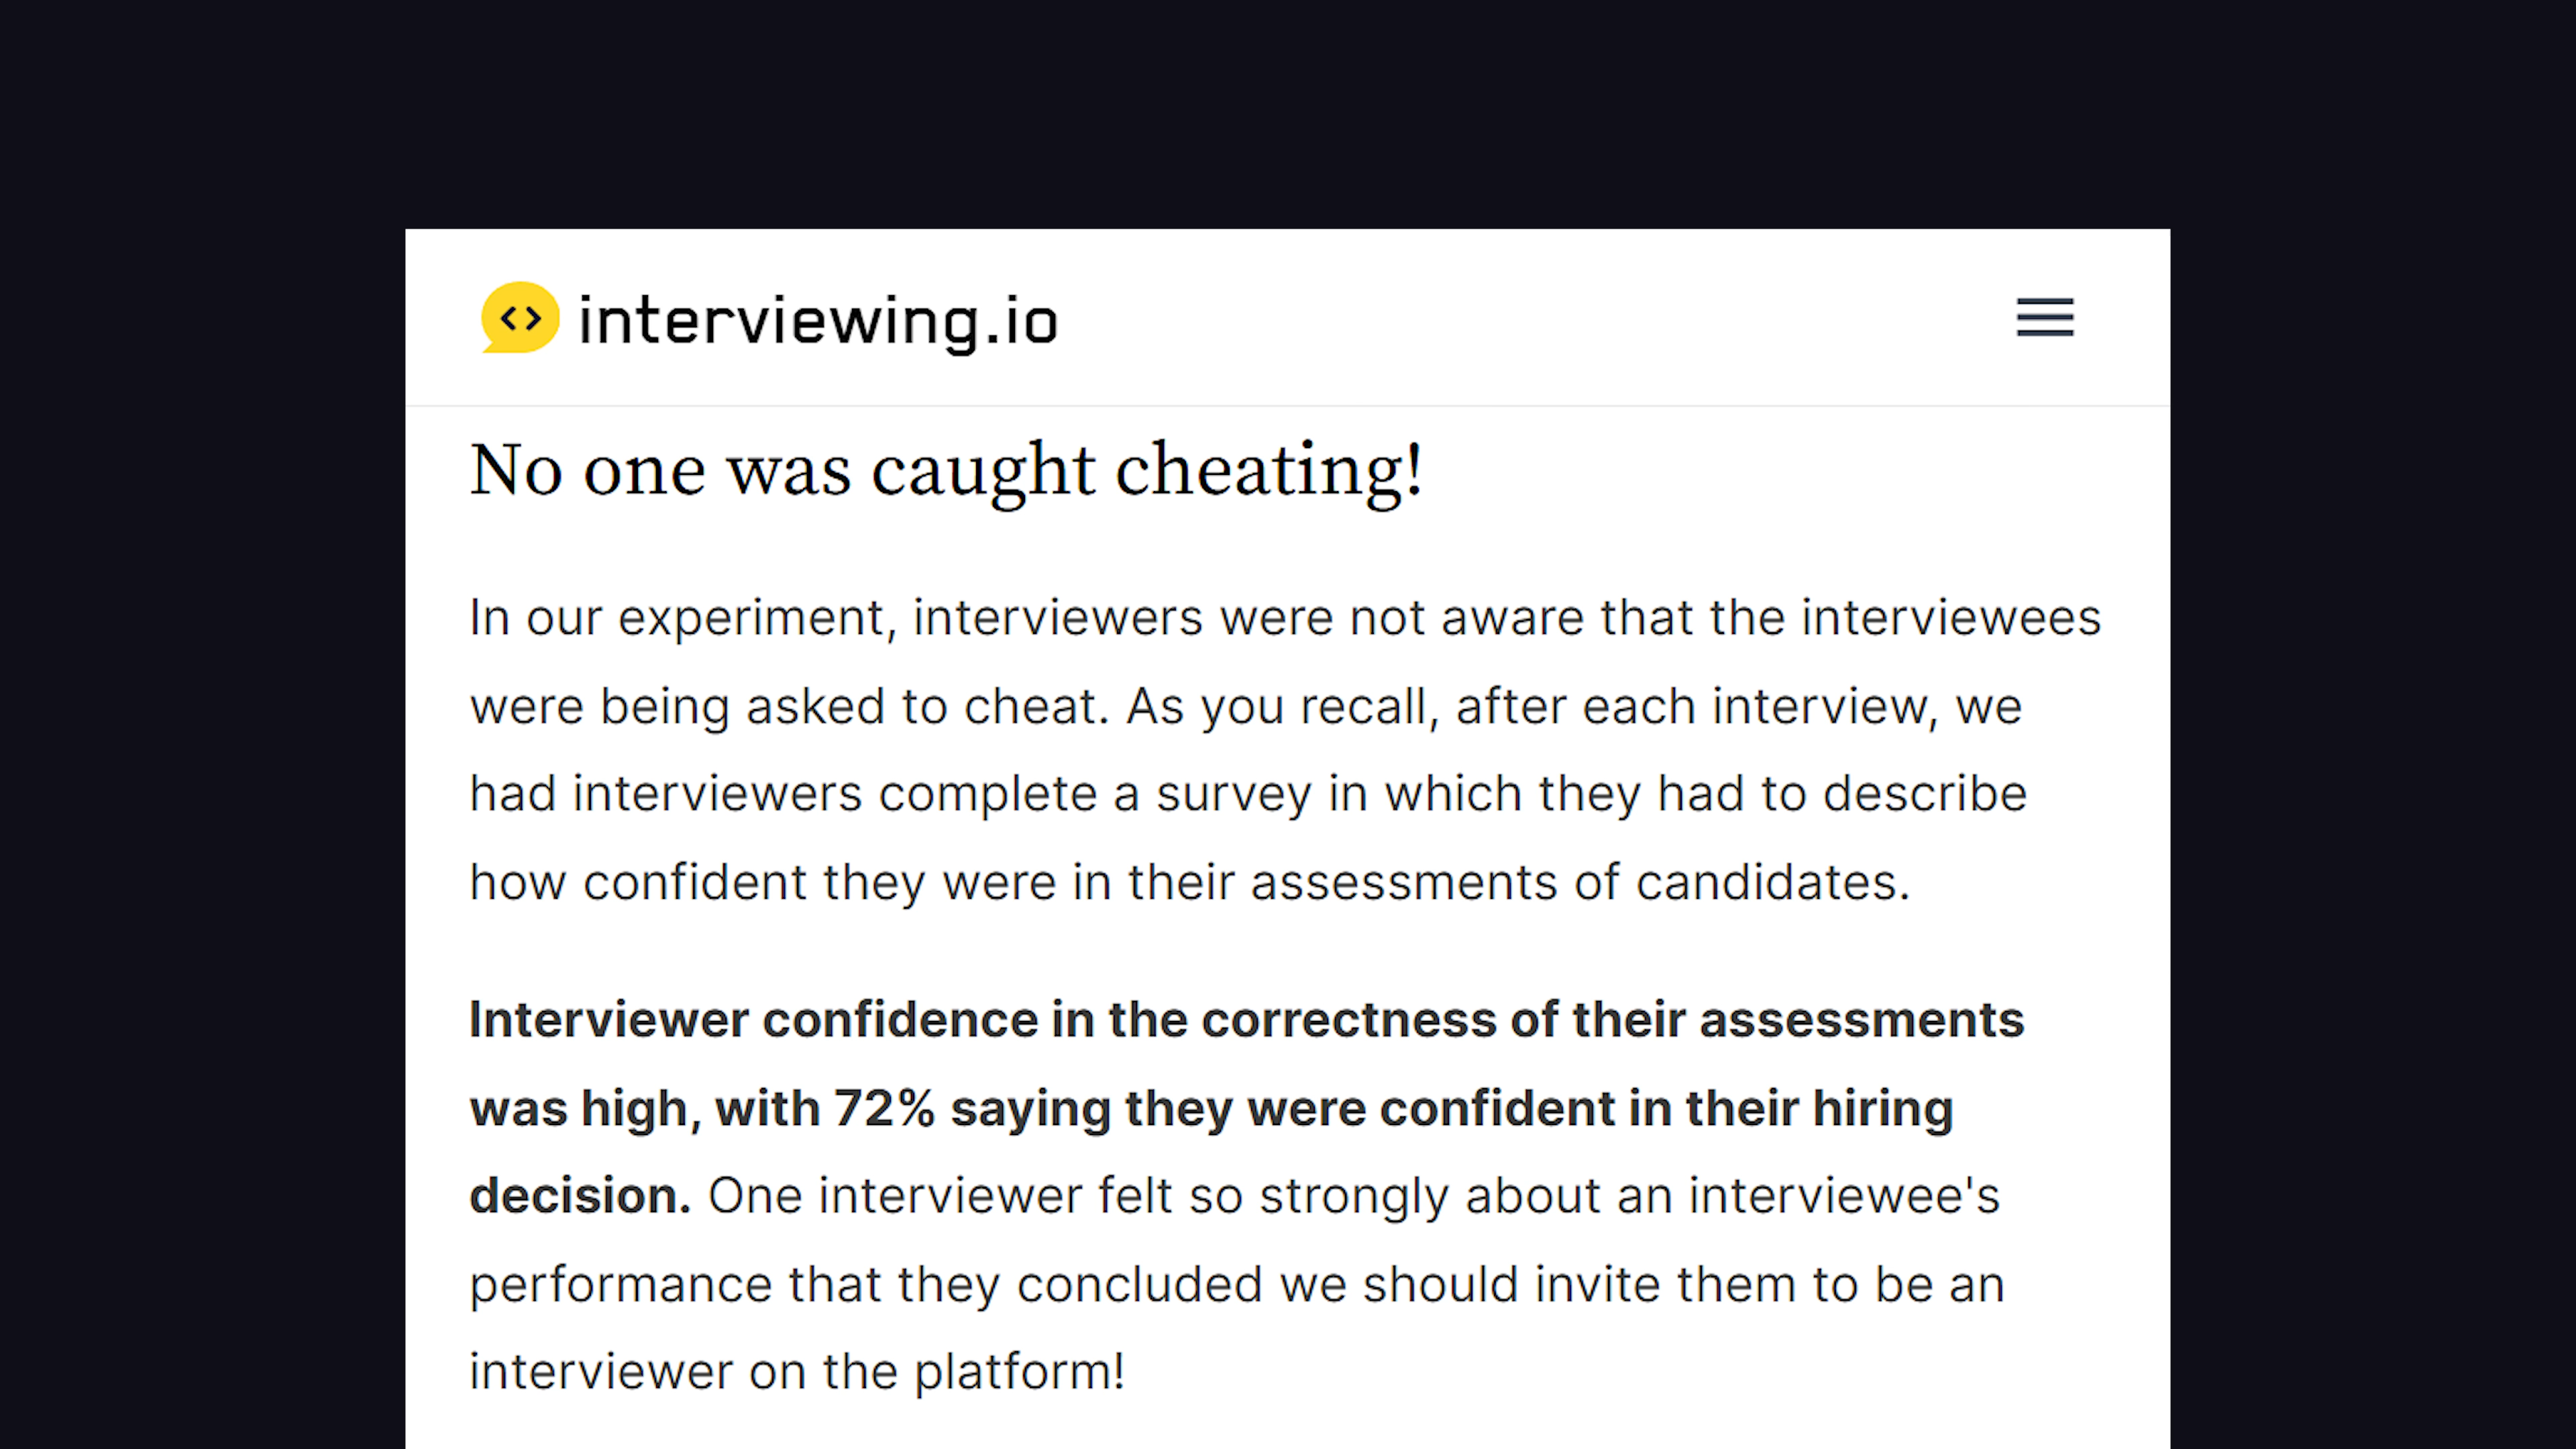 interviewing.io
No one was caught cheating!
In our experiment, interviewers were not aware that the interviewees
were being asked to cheat. As you recall, after each interview, we
had interviewers complete a survey in which they had to describe
how confident they were in their assessments of candidates.
Interviewer confidence in the correctness of their assessments
was high, with 72% saying they were confident in their hiring
decision. One interviewer felt so strongly about an interviewee's
performance that they concluded we should invite them to be an
interviewer on the platform!